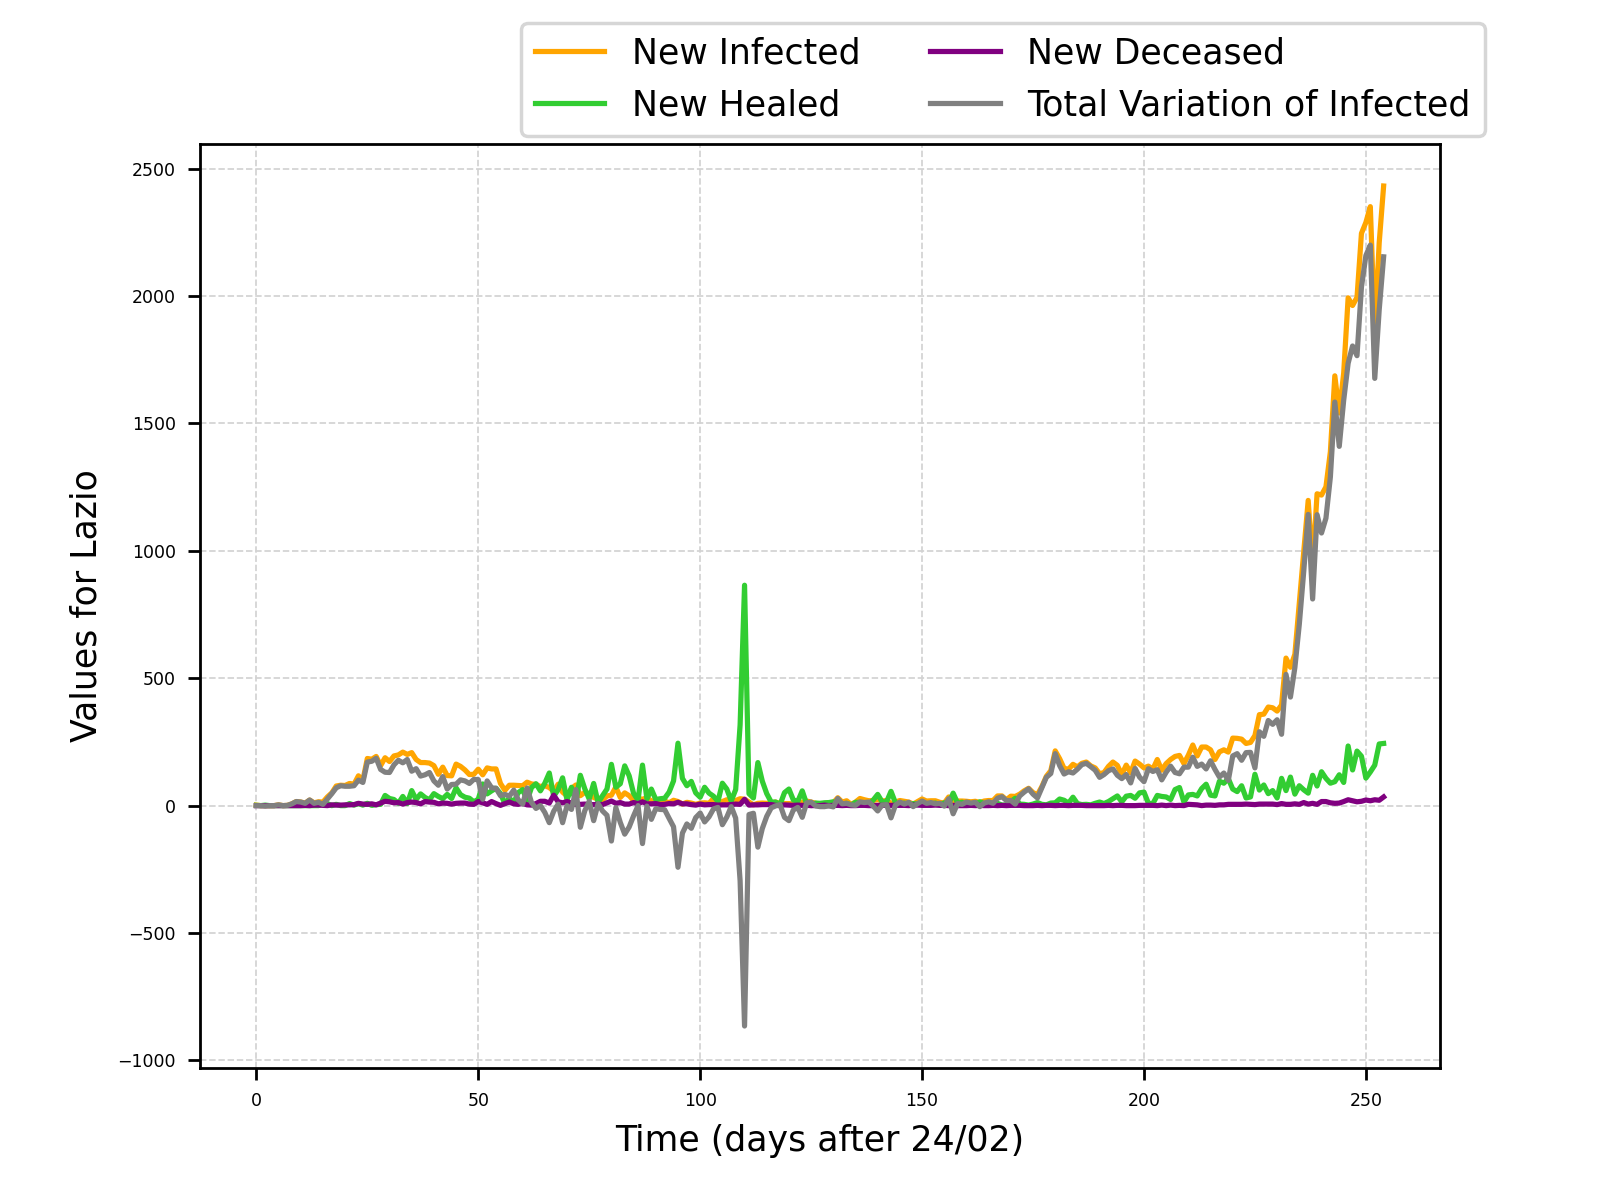 New Infected
New Healed
New Deceased
Total Variation of Infected
2500
2000
1500
1000
500
0
−500
−1000
Values for Lazio
0 50 100 150 200 250
Time (days after 24/02)